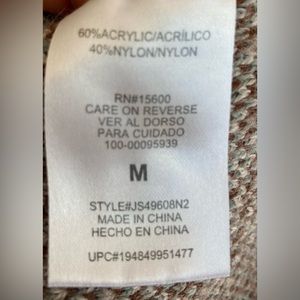 60%ACRYLIC/ACRÍLICO
40%NYLON/NYLON
RN#15600
CARE ON REVERSE
VER AL DORSO
PARA CUIDADO
100-00095939
M
STYLE#JS49608N2
MADE IN CHINA
HECHO EN CHINA
UPC#194849951477